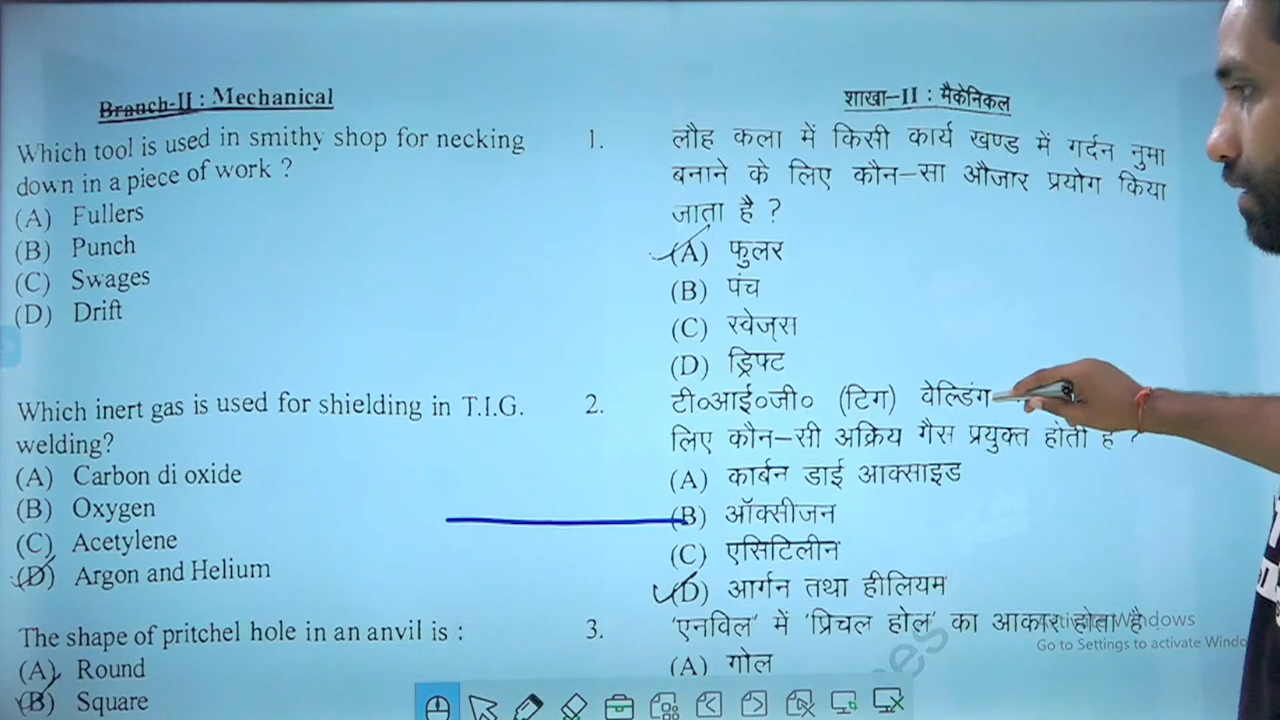 Branch-II : Mechanical
Which tool is used in smithy shop for necking
down in a piece of work ?
(A) Fullers
(B) Punch
(C) Swages
(D) Drift
Which inert gas is used for shielding in T.I.G.
welding?
(A) Carbon di oxide
(B) Oxygen
(C) Acetylene
(D) Argon and Helium
The shape of pritchel hole in an anvil is :
(A) Round
(B) Square
शाखा–II : मैकेनिकल
1. लौह कला में किसी कार्य खण्ड में गर्दन नुमा
बनाने के लिए कौन–सा औजार प्रयोग किया
जाता है ?
(A) फुलर
(B) पंच
(C) स्वेज्स
(D) ड्रिफ्ट
2. टी०आई०जी० (टिग) वेल्डिंग
लिए कौन–सी अक्रिय गैस प्रयुक्त होती है ?
(A) कार्बन डाई आक्साइड
(B) ऑक्सीजन
(C) एसिटिलीन
(D) आर्गन तथा हीलियम
3. 'एनविल' में 'प्रिचल होल' का आकार होता है
(A) गोल
Go to Settings to activate Windo